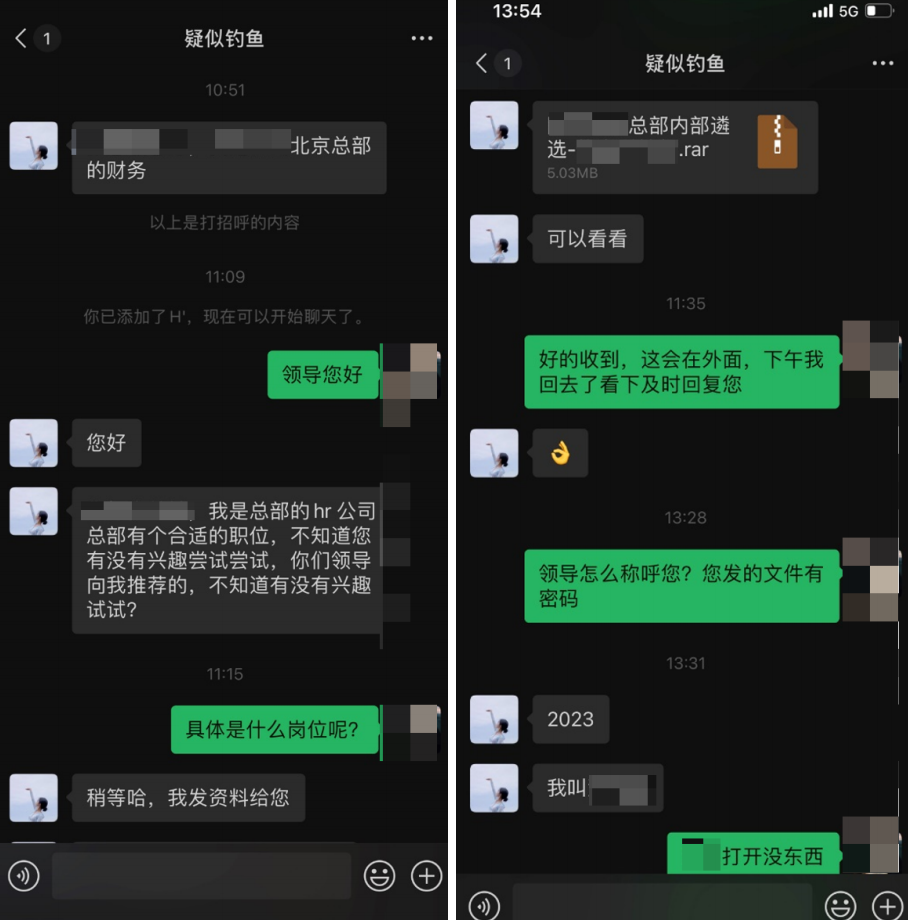 1
疑似钓鱼
10:51
北京总部
的财务
以上是打招呼的内容
11:09
你已添加了H'，现在可以开始聊天了。
领导您好
您好
我是总部的hr 公司
总部有个合适的职位，不知道您
有没有兴趣尝试尝试，你们领导
向我推荐的，不知道有没有兴趣
试试？
11:15
具体是什么岗位呢？
稍等哈，我发资料给您
13:54
5G
1
疑似钓鱼
总部内部遴
选-
.rar
5.03MB
可以看看
11:35
好的收到，这会在外面，下午我
回去了看下及时回复您
13:28
领导怎么称呼您？您发的文件有
密码
13:31
2023
我叫
打开没东西